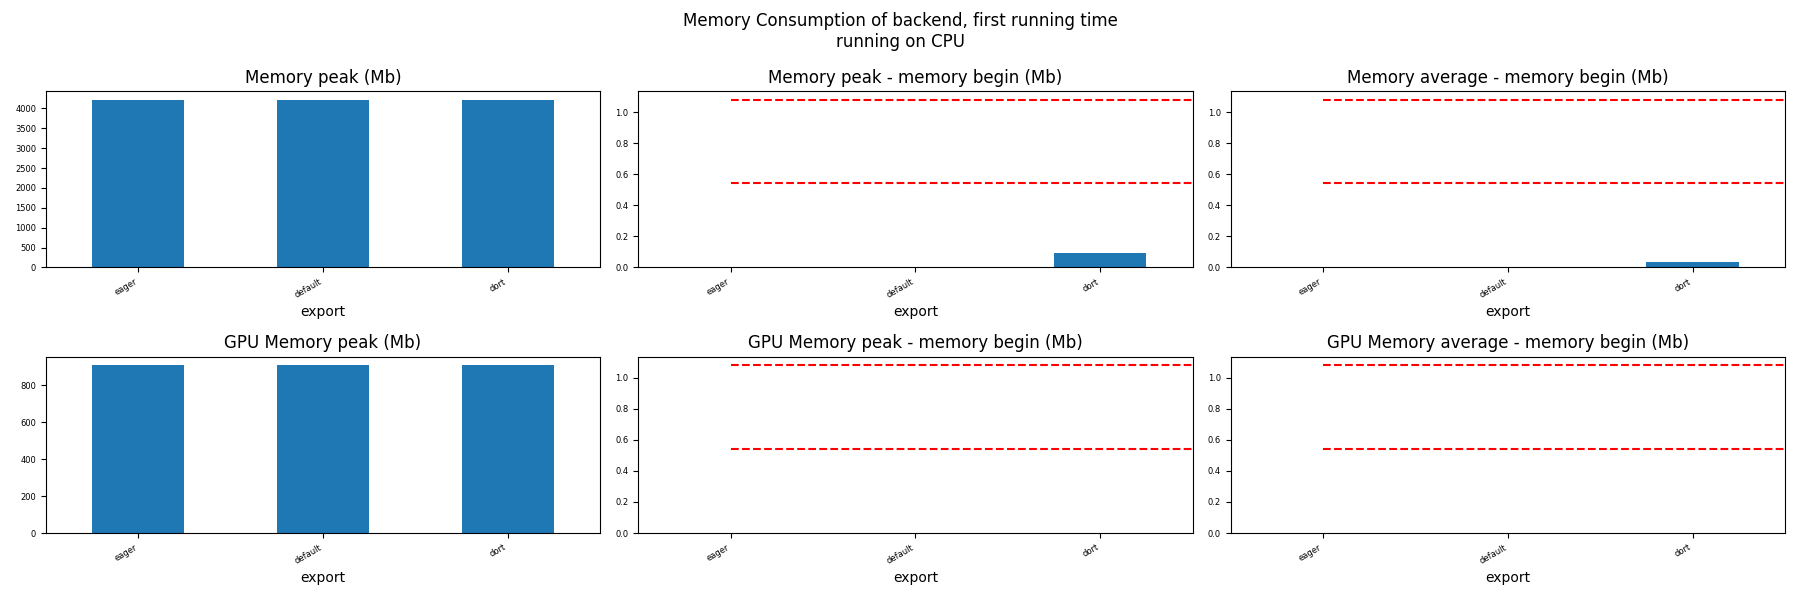 Memory Consumption of backend, first running time
running on CPU
Memory peak (Mb)
4000
3500
3000
2500
2000
1500
1000
500
0
eager
default
dort
export
Memory peak - memory begin (Mb)
1.0
0.8
0.6
0.4
0.2
0.0
eager
default
dort
export
Memory average - memory begin (Mb)
1.0
0.8
0.6
0.4
0.2
0.0
eager
default
dort
export
GPU Memory peak (Mb)
800
600
400
200
0
eager
default
dort
export
GPU Memory peak - memory begin (Mb)
1.0
0.8
0.6
0.4
0.2
0.0
eager
default
dort
export
GPU Memory average - memory begin (Mb)
1.0
0.8
0.6
0.4
0.2
0.0
eager
default
dort
export